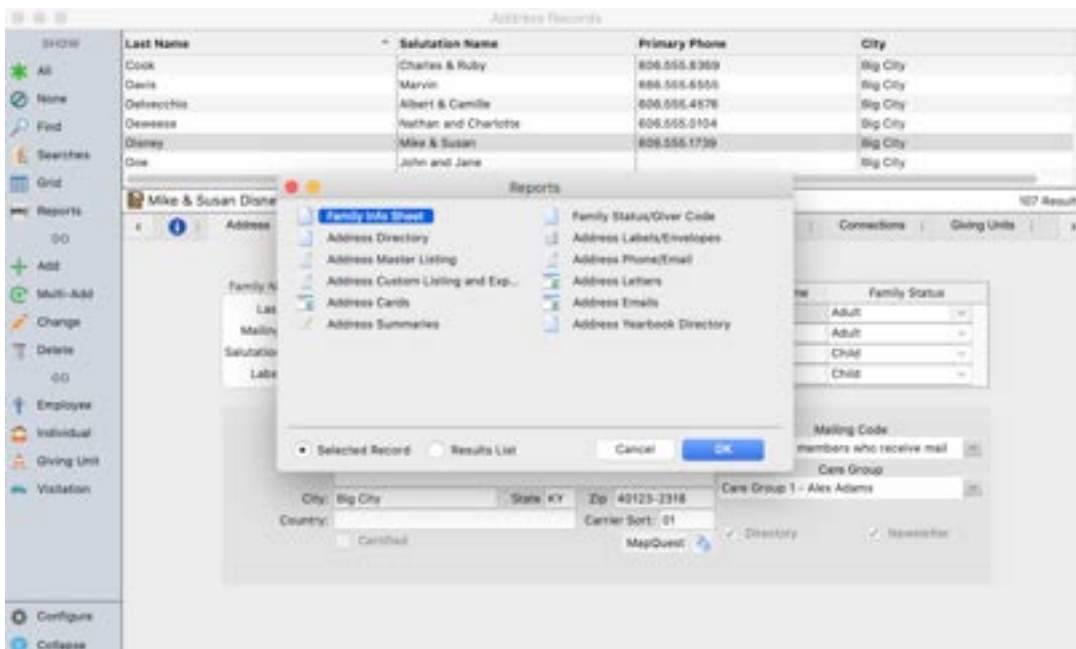 Address Records
SHOW
All
None
Find
Searches
Grid
Reports
GO
Add
Multi-Add
Change
Delete
GO
Employee
Individual
Giving Unit
Visitation
Configure
Collapse
Last Name Salutation Name Primary Phone City
Cook Charles & Ruby 606.555.8369 Big City
Davis Marvin 606.555.6555 Big City
Delvecchio Albert & Camille 606.555.4576 Big City
Deweese Nathan and Charlotte 606.555.0104 Big City
Disney Mike & Susan 606.555.1739 Big City
Doe John and Jane Big City
Mike & Susan Disne 107 Result
Address Connections Giving Units
Reports
Family Info Sheet Family Status/Giver Code
Address Directory Address Labels/Envelopes
Address Master Listing Address Phone/Email
Address Custom Listing and Exp... Address Letters
Address Cards Address Emails
Address Summaries Address Yearbook Directory
Selected Record Results List Cancel OK
Family N
Las
Mailin
Salutatio
Labe
me Family Status
Adult
Adult
Child
Child
Mailing Code
members who receive mail
Care Group
Care Group 1 - Alex Adams
City: Big City State KY Zip 40123-2318
Country: Carrier Sort: 01
Certified MapQuest
Directory Newsletter